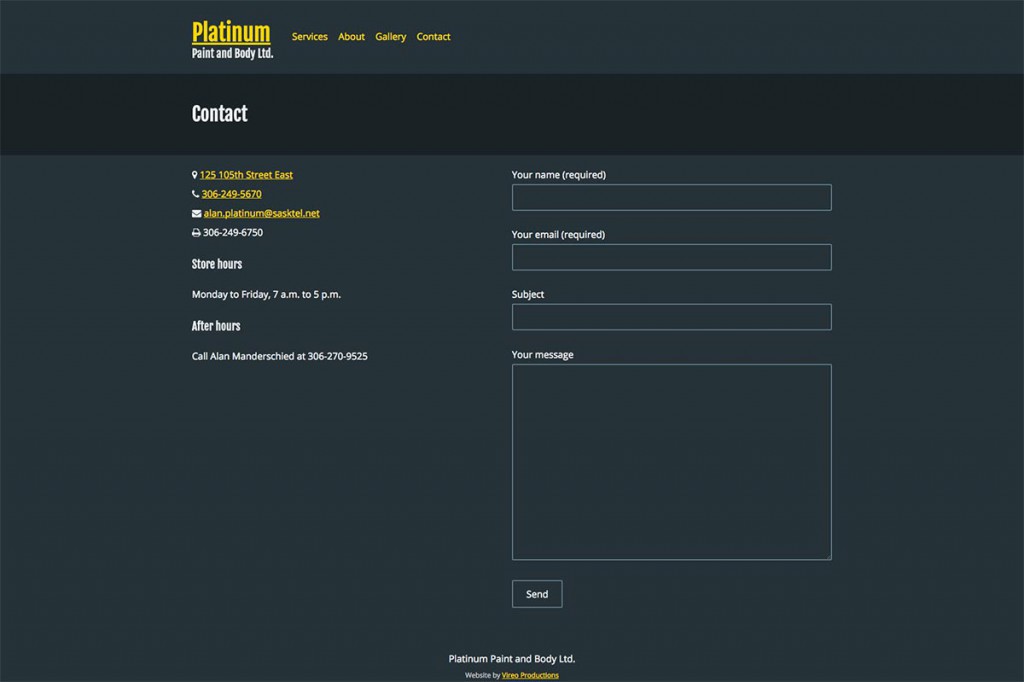 Platinum
Paint and Body Ltd.
Services About Gallery Contact
Contact
125 105th Street East
306-249-5670
alan.platinum@sasktel.net
306-249-6750
Store hours
Monday to Friday, 7 a.m. to 5 p.m.
After hours
Call Alan Manderschied at 306-270-9525
Your name (required)
Your email (required)
Subject
Your message
Send
Platinum Paint and Body Ltd.
Website by Vireo Productions